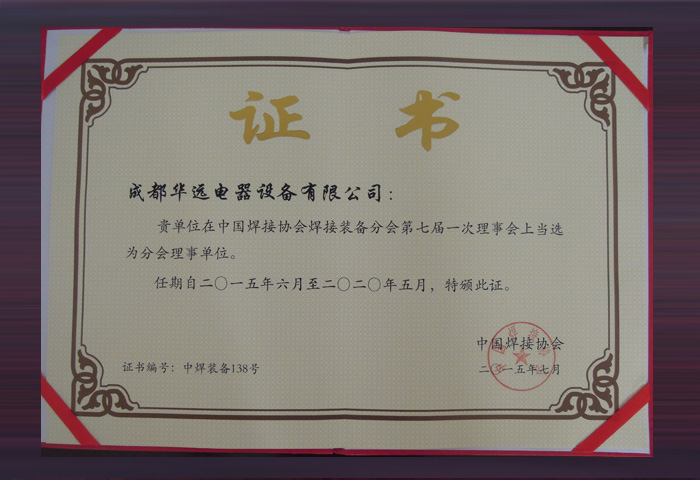 证 书
成都华远电器设备有限公司：
贵单位在中国焊接协会焊接装备分会第七届一次理事会上当选
为分会理事单位。
任期自二〇一五年六月至二〇二〇年五月，特颁此证。
中国焊接协会
证书编号：中焊装备138号
二〇一五年七月